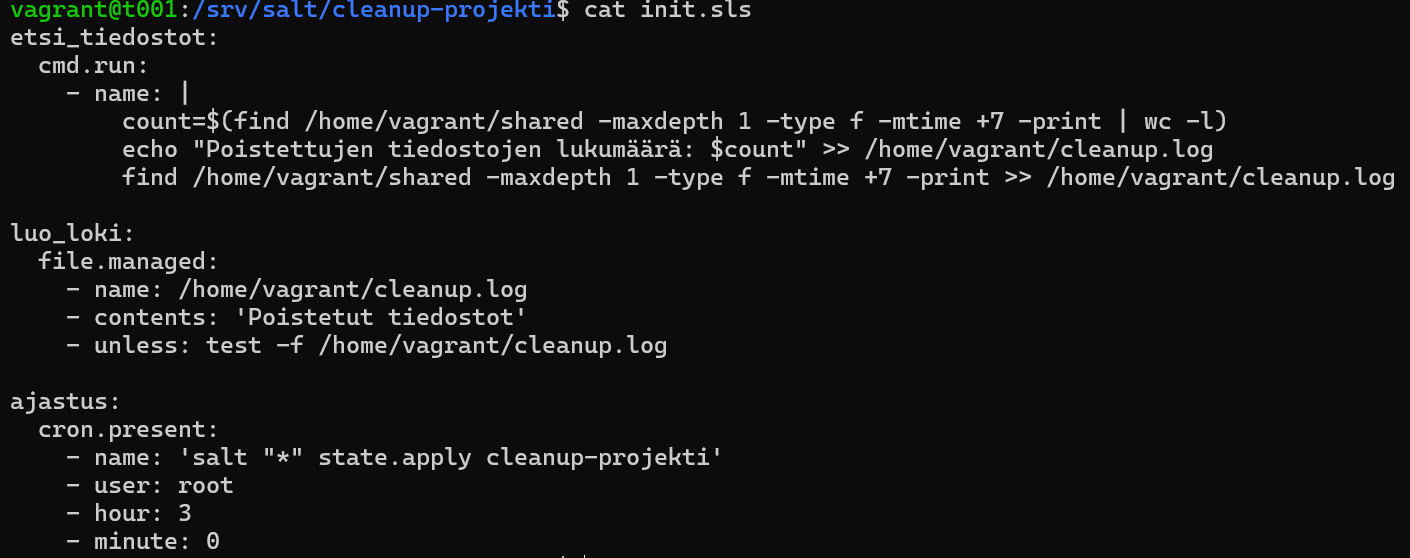 vagrant@t001:/srv/salt/cleanup-projekti$ cat init.sls
etsi_tiedostot:
  cmd.run:
    - name: |
        count=$(find /home/vagrant/shared -maxdepth 1 -type f -mtime +7 -print | wc -l)
        echo "Poistettujen tiedostojen lukumäärä: $count" >> /home/vagrant/cleanup.log
        find /home/vagrant/shared -maxdepth 1 -type f -mtime +7 -print >> /home/vagrant/cleanup.log

luo_loki:
  file.managed:
    - name: /home/vagrant/cleanup.log
    - contents: 'Poistetut tiedostot'
    - unless: test -f /home/vagrant/cleanup.log

ajastus:
  cron.present:
    - name: 'salt "*" state.apply cleanup-projekti'
    - user: root
    - hour: 3
    - minute: 0